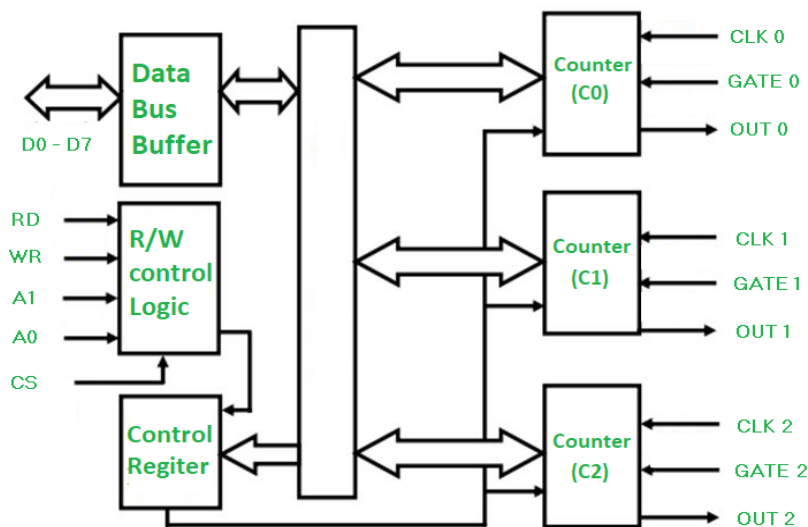 Data
Bus
Buffer
D0 - D7
RD
WR
A1
A0
CS
R/W
control
Logic
Control
Regiter
Counter
(C0)
CLK 0
GATE 0
OUT 0
Counter
(C1)
CLK 1
GATE 1
OUT 1
Counter
(C2)
CLK 2
GATE 2
OUT 2